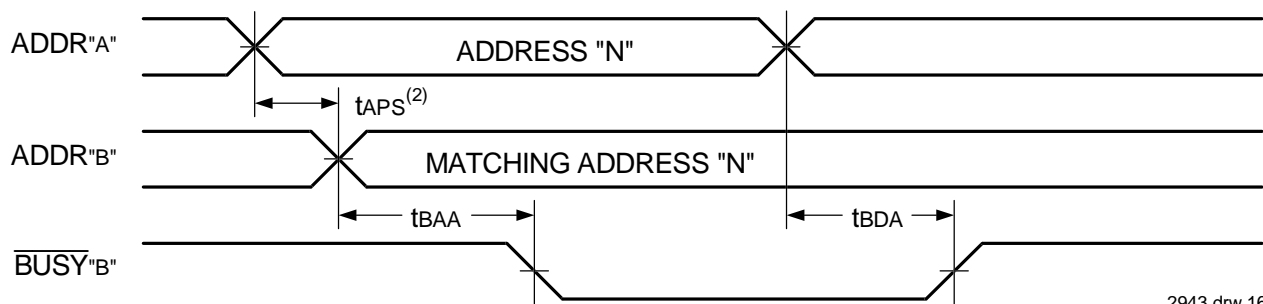 ADDR"A"
ADDRESS "N"
tAPS(2)
ADDR"B"
MATCHING ADDRESS "N"
tBAA
tBDA
BUSY"B"
2943 drw 16